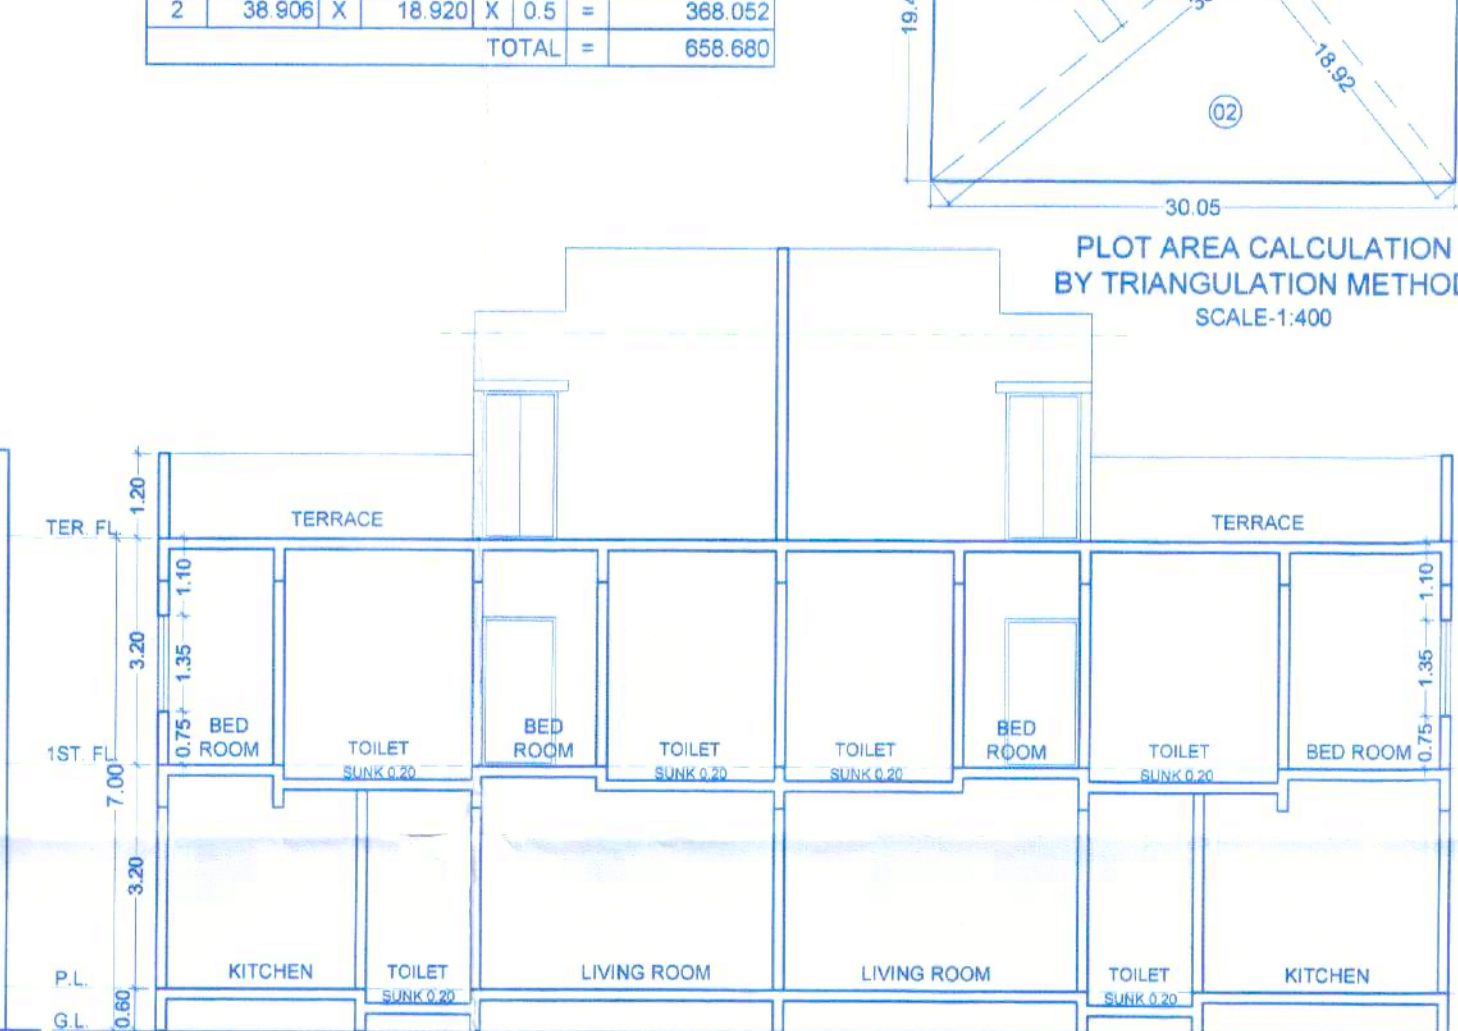 2 38.906 X 18.920 X 0.5 = 368.052
TOTAL = 658.680
18.92
02
30.05
PLOT AREA CALCULATION
BY TRIANGULATION METHOD
SCALE-1:400
1.20
TER. FL.
TERRACE
TERRACE
1.10
1.10
3.20
1.35
1.35
0.75
0.75
BED
ROOM
TOILET
SUNK 0.20
BED
ROOM
TOILET
SUNK 0.20
TOILET
SUNK 0.20
BED
ROOM
TOILET
SUNK 0.20
BED ROOM
1ST. FL.
7.00
3.20
P.L.
KITCHEN
TOILET
SUNK 0.20
LIVING ROOM
LIVING ROOM
TOILET
SUNK 0.20
KITCHEN
0.60
G.L.